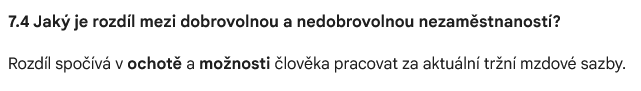 7.4 Jaký je rozdíl mezi dobrovolnou a nedobrovolnou nezaměstnaností?
Rozdíl spočívá v ochotě a možnosti člověka pracovat za aktuální tržní mzdové sazby.